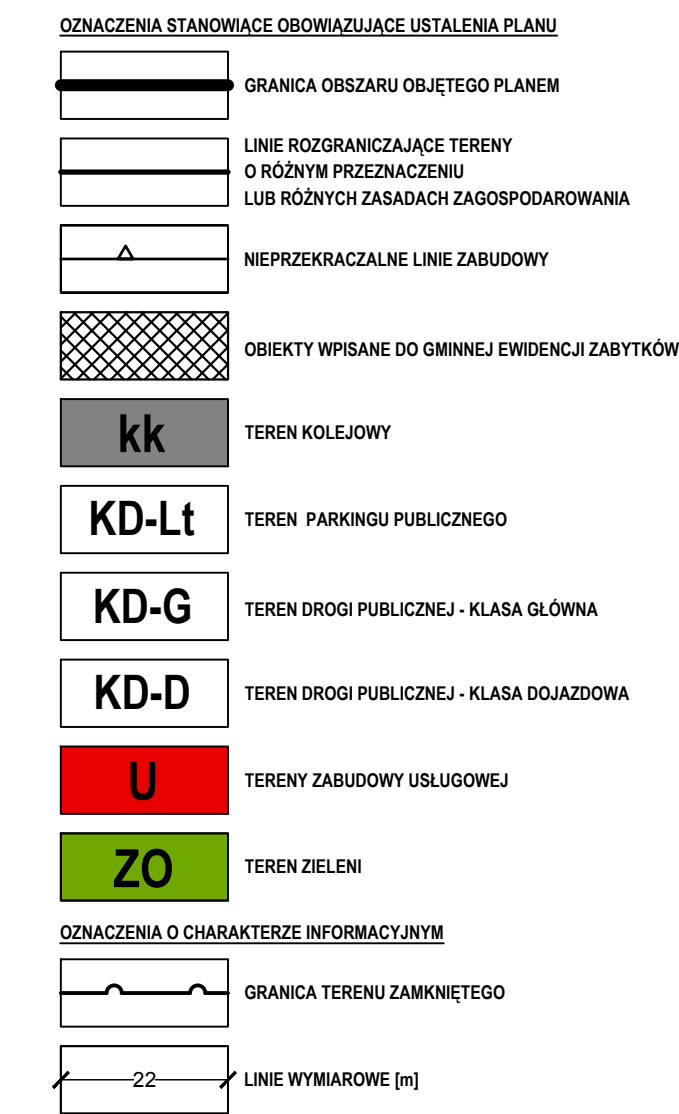 OZNACZENIA STANOWIĄCE OBOWIĄZUJĄCE USTALENIA PLANU
GRANICA OBSZARU OBJĘTEGO PLANEM
LINIE ROZGRANICZAJĄCE TERENY
O RÓŻNYM PRZEZNACZENIU
LUB RÓŻNYCH ZASADACH ZAGOSPODAROWANIA
NIEPRZEKRACZALNE LINIE ZABUDOWY
OBIEKTY WPISANE DO GMINNEJ EWIDENCJI ZABYTKÓW
kk TEREN KOLEJOWY
KD-Lt TEREN PARKINGU PUBLICZNEGO
KD-G TEREN DROGI PUBLICZNEJ - KLASA GŁÓWNA
KD-D TEREN DROGI PUBLICZNEJ - KLASA DOJAZDOWA
U TERENY ZABUDOWY USŁUGOWEJ
ZO TEREN ZIELENI
OZNACZENIA O CHARAKTERZE INFORMACYJNYM
GRANICA TERENU ZAMKNIĘTEGO
22 LINIE WYMIAROWE [m]